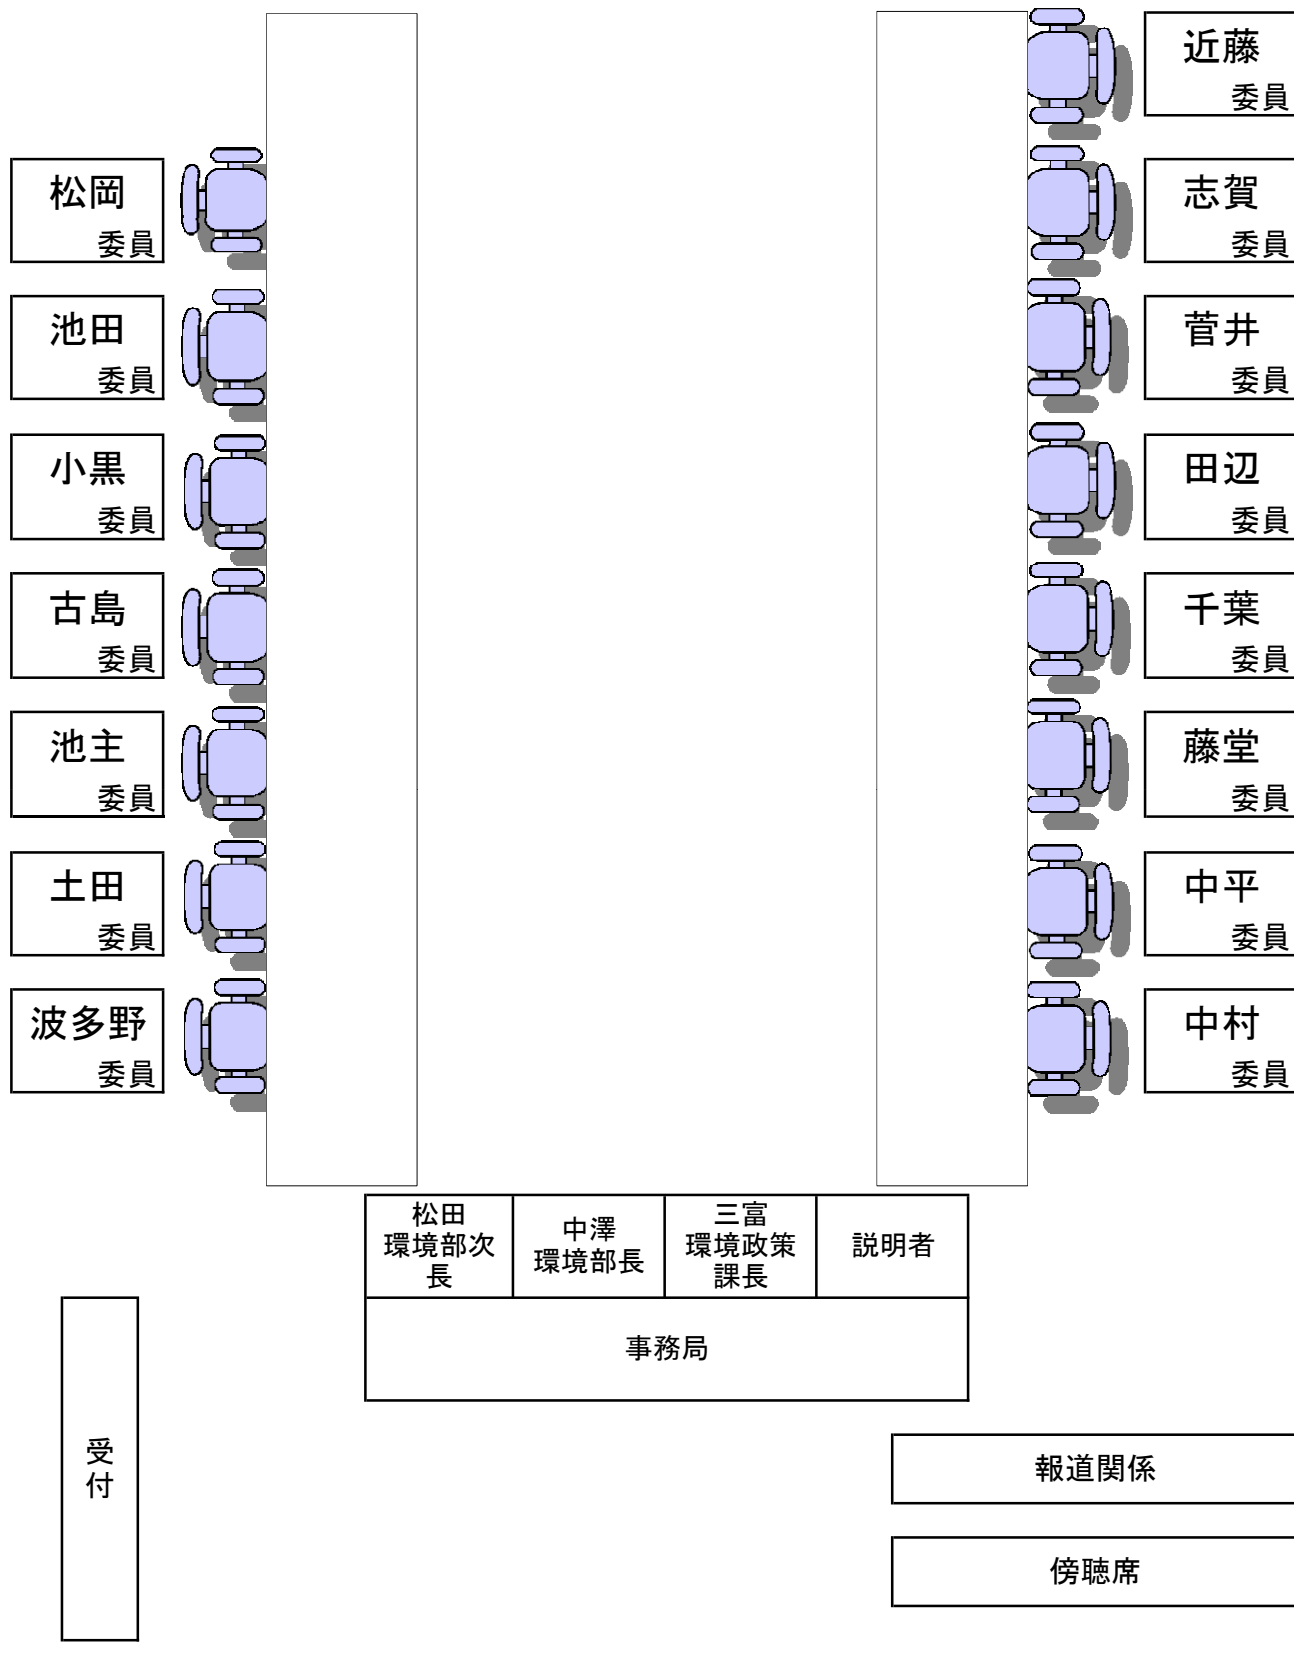 近藤
委員
松岡
委員
志賀
委員
池田
委員
菅井
委員
小黒
委員
田辺
委員
古島
委員
千葉
委員
池主
委員
藤堂
委員
土田
委員
中平
委員
波多野
委員
中村
委員
松田
環境部次
長
中澤
環境部長
三富
環境政策
課長
説明者
事務局
受付
報道関係
傍聴席